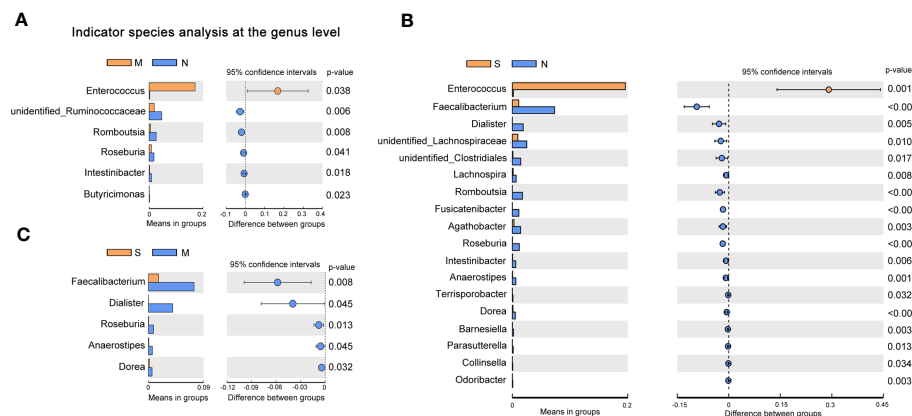 A
Indicator species analysis at the genus level
M N
95% confidence intervals p-value
Enterococcus 0.038
unidentified_Ruminococcaceae 0.006
Romboutsia 0.008
Roseburia 0.041
Intestinibacter 0.018
Butyricimonas 0.023
0 0.2 -0.1 0 0.1 0.2 0.3 0.4
Means in groups Difference between groups
C
S M
95% confidence intervals p-value
Faecalibacterium 0.008
Dialister 0.045
Roseburia 0.013
Anaerostipes 0.045
Dorea 0.032
0 0.09 -0.12 -0.09 -0.06 -0.03 0
Means in groups Difference between groups
B
S N
95% confidence intervals p-value
Enterococcus 0.001
Faecalibacterium <0.00
Dialister 0.005
unidentified_Lachnospiraceae 0.010
unidentified_Clostridiales 0.017
Lachnospira 0.008
Romboutsia <0.00
Fusicatenibacter <0.00
Agathobacter 0.003
Roseburia <0.00
Intestinibacter 0.006
Anaerostipes 0.001
Terrisporobacter 0.032
Dorea <0.00
Barnesiella 0.003
Parasutterella 0.013
Collinsella 0.034
Odoribacter 0.003
0 0.2 -0.15 0 0.15 0.3 0.45
Means in groups Difference between groups